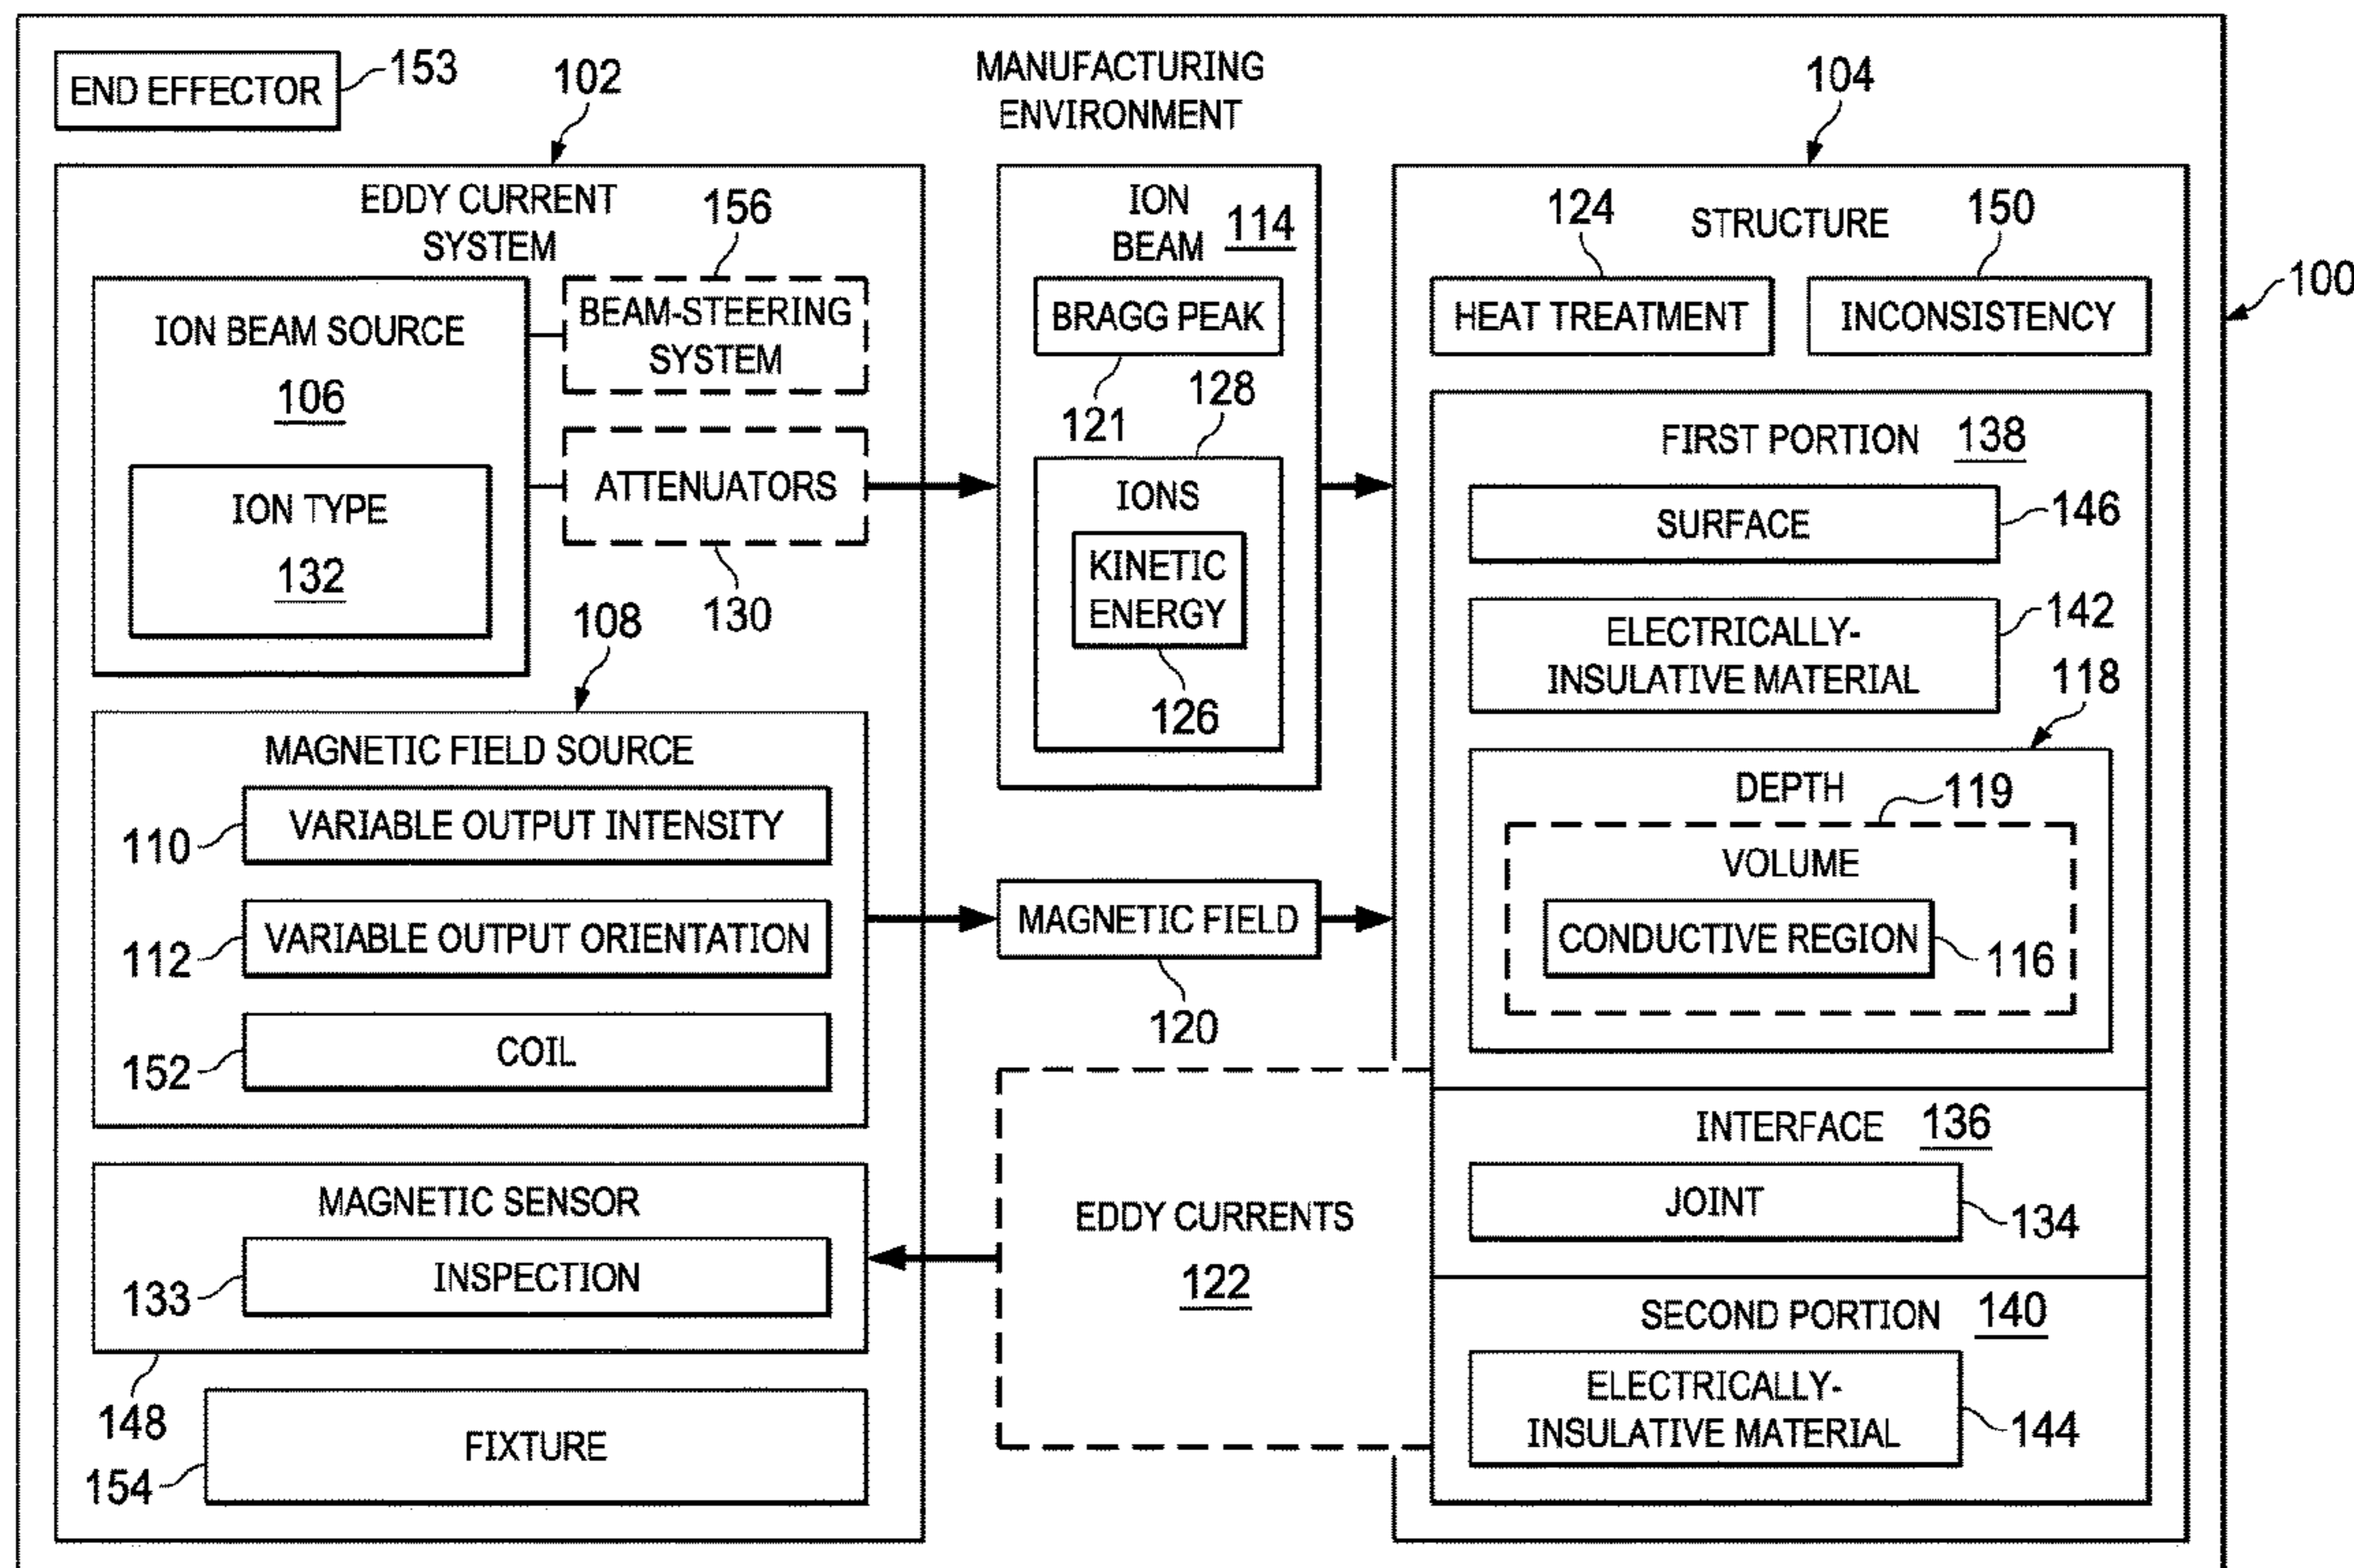 END EFFECTOR
153
MANUFACTURING
ENVIRONMENT
100
102
EDDY CURRENT
SYSTEM
ION BEAM SOURCE
106
ION TYPE
132
156
BEAM-STEERING
SYSTEM
ATTENUATORS
130
108
MAGNETIC FIELD SOURCE
110
VARIABLE OUTPUT INTENSITY
112
VARIABLE OUTPUT ORIENTATION
152
COIL
MAGNETIC SENSOR
133
INSPECTION
148
154
FIXTURE
ION
BEAM
114
BRAGG PEAK
121
128
IONS
KINETIC
ENERGY
126
MAGNETIC FIELD
120
EDDY CURRENTS
122
104
STRUCTURE
124
HEAT TREATMENT
150
INCONSISTENCY
FIRST PORTION 138
SURFACE
146
ELECTRICALLY-
INSULATIVE MATERIAL
142
118
DEPTH
119
VOLUME
CONDUCTIVE REGION
116
INTERFACE 136
JOINT
134
SECOND PORTION 140
ELECTRICALLY-
INSULATIVE MATERIAL
144